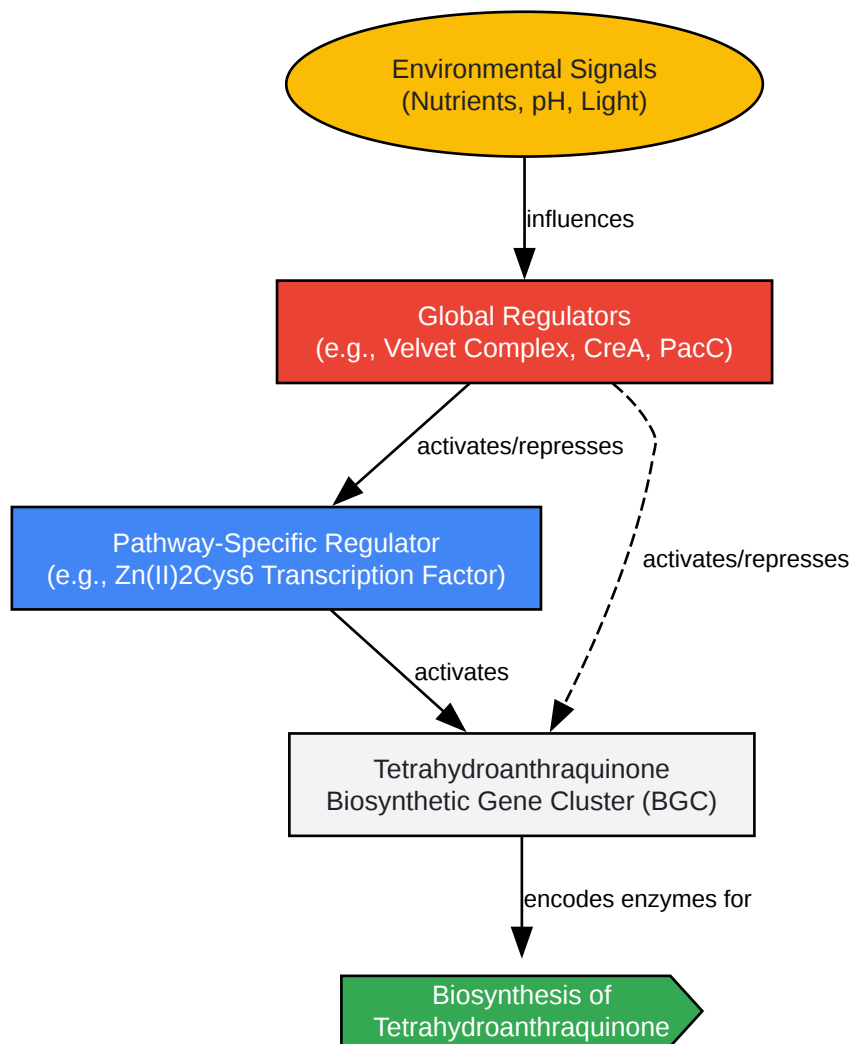 Environmental Signals
(Nutrients, pH, Light)
influences
Global Regulators
(e.g., Velvet Complex, CreA, PacC)
activates/represses
Pathway-Specific Regulator
(e.g., Zn(II)2Cys6 Transcription Factor)
activates/represses
activates
Tetrahydroanthraquinone
Biosynthetic Gene Cluster (BGC)
encodes enzymes for
Biosynthesis of
Tetrahydroanthraquinone